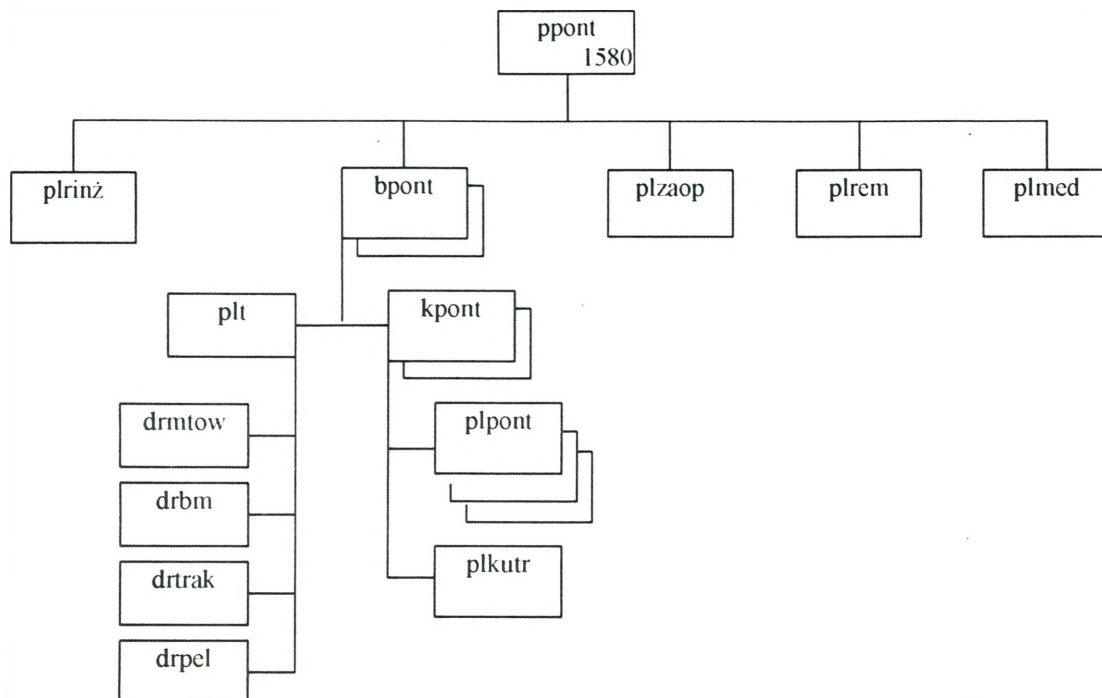 ppont
1580
plrinż
bpont
plzaop
plrem
plmed
plt
kpont
drmtow
plpont
drbm
plkutr
drtrak
drpel